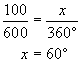 100/600 = x/360°
x = 60°